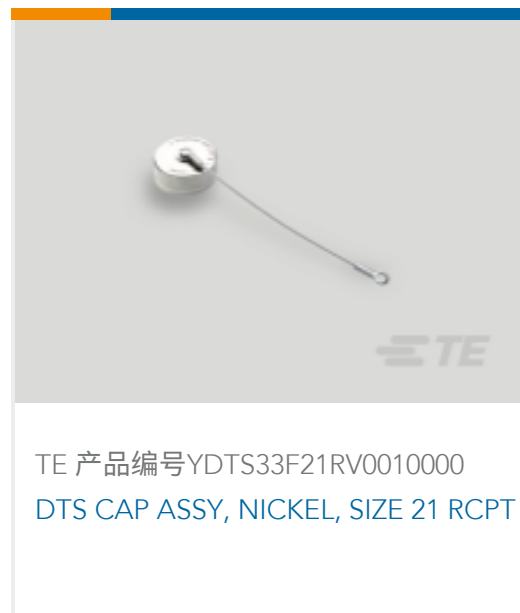 TE
TE 产品编号YDTS33F21RV0010000
DTS CAP ASSY, NICKEL, SIZE 21 RCPT